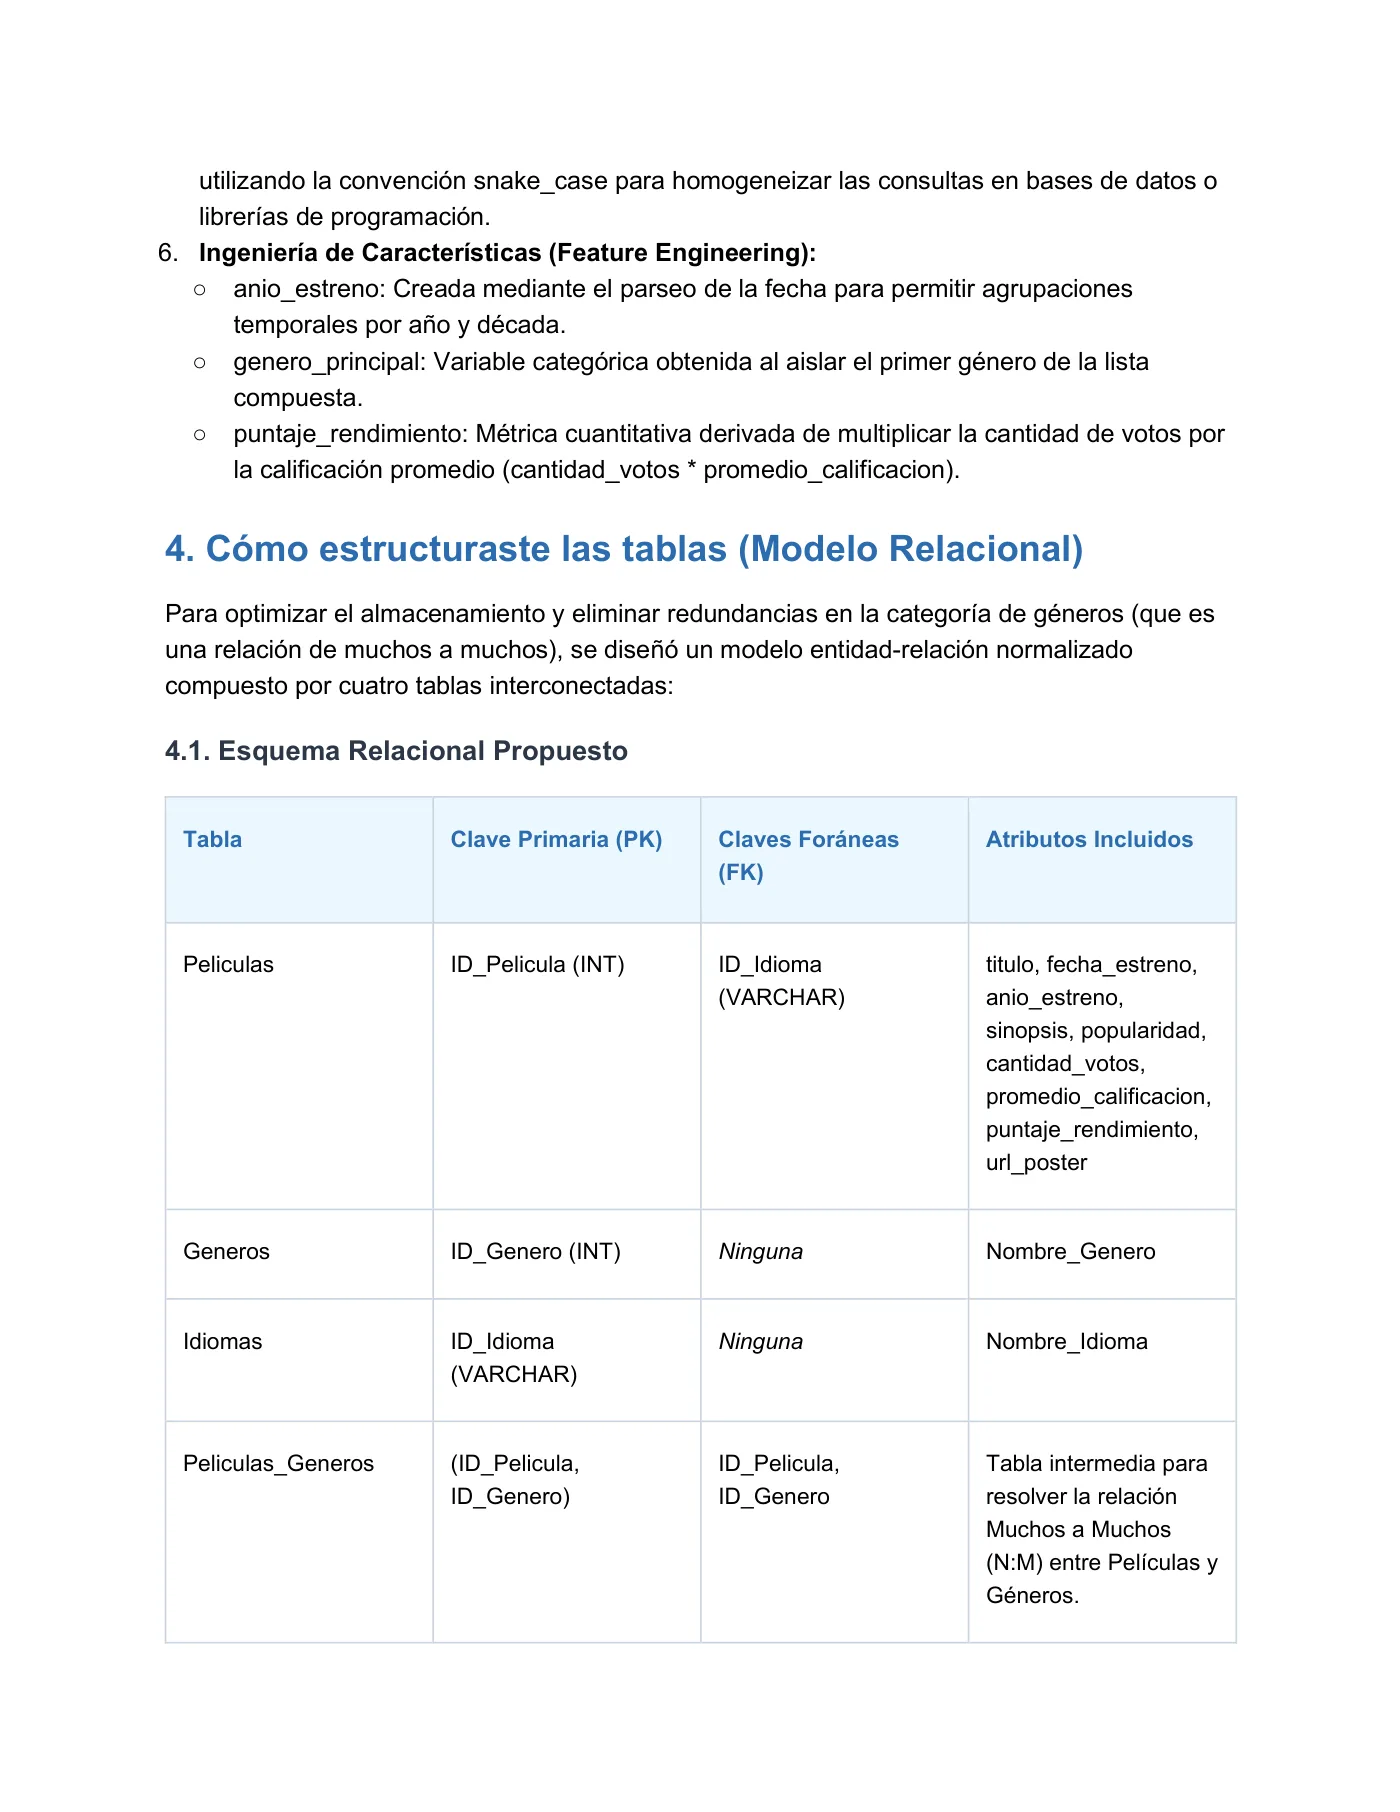 utilizando la convención snake_case para homogeneizar las consultas en bases de datos o
librerías de programación.
6. Ingeniería de Características (Feature Engineering):
○ anio_estreno: Creada mediante el parseo de la fecha para permitir agrupaciones
temporales por año y década.
○ genero_principal: Variable categórica obtenida al aislar el primer género de la lista
compuesta.
○ puntaje_rendimiento: Métrica cuantitativa derivada de multiplicar la cantidad de votos por
la calificación promedio (cantidad_votos * promedio_calificacion).
4. Cómo estructuraste las tablas (Modelo Relacional)
Para optimizar el almacenamiento y eliminar redundancias en la categoría de géneros (que es
una relación de muchos a muchos), se diseñó un modelo entidad-relación normalizado
compuesto por cuatro tablas interconectadas:
4.1. Esquema Relacional Propuesto
Tabla
Clave Primaria (PK)
Claves Foráneas
(FK)
Atributos Incluidos
Peliculas
ID_Pelicula (INT)
ID_Idioma
(VARCHAR)
titulo, fecha_estreno,
anio_estreno,
sinopsis, popularidad,
cantidad_votos,
promedio_calificacion,
puntaje_rendimiento,
url_poster
Generos
ID_Genero (INT)
Ninguna
Nombre_Genero
Idiomas
ID_Idioma
(VARCHAR)
Ninguna
Nombre_Idioma
Peliculas_Generos
(ID_Pelicula,
ID_Genero)
ID_Pelicula,
ID_Genero
Tabla intermedia para
resolver la relación
Muchos a Muchos
(N:M) entre Películas y
Géneros.